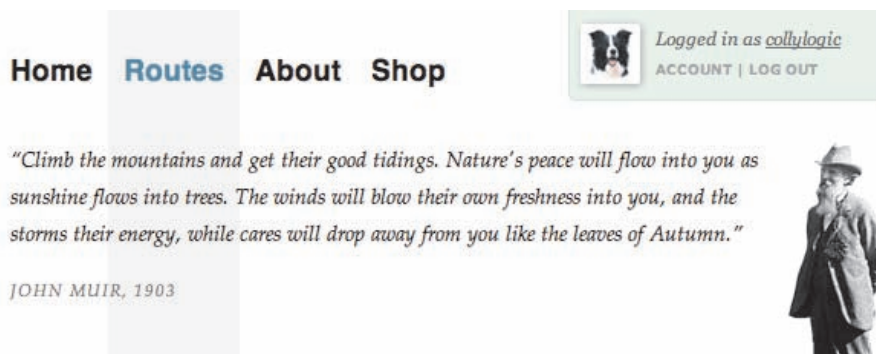 Home Routes About Shop
Logged in as collylogic
ACCOUNT | LOG OUT
“Climb the mountains and get their good tidings. Nature’s peace will flow into you as
sunshine flows into trees. The winds will blow their own freshness into you, and the
storms their energy, while cares will drop away from you like the leaves of Autumn.”
JOHN MUIR, 1903